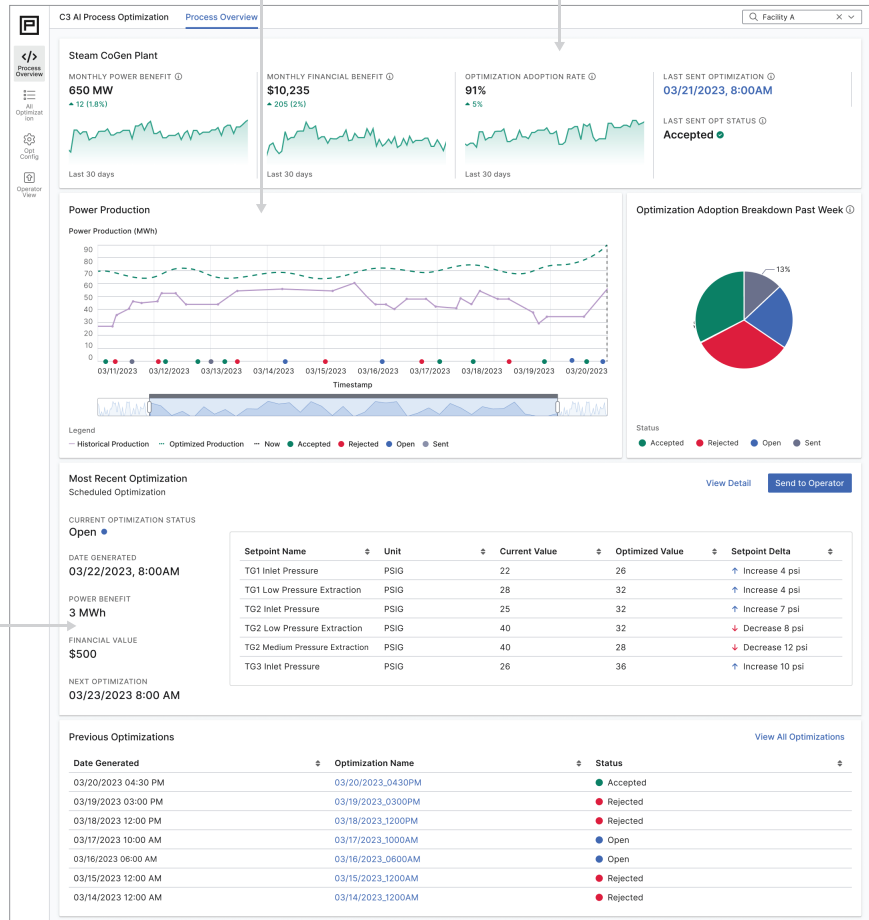 C3 AI Process Optimization
Process Overview
Facility A
Process
Overview
All
Optimizat
ion
Opt
Config
Operator
View
Steam CoGen Plant
MONTHLY POWER BENEFIT
650 MW
12 (1.8%)
Last 30 days
MONTHLY FINANCIAL BENEFIT
$10,235
205 (2%)
Last 30 days
OPTIMIZATION ADOPTION RATE
91%
5%
Last 30 days
LAST SENT OPTIMIZATION
03/21/2023, 8:00AM
LAST SENT OPT STATUS
Accepted
Power Production
Power Production (MWh)
90
80
70
60
50
40
30
20
10
0
03/11/2023 03/12/2023 03/13/2023 03/14/2023 03/15/2023 03/16/2023 03/17/2023 03/18/2023 03/19/2023 03/20/2023
Timestamp
Legend
Historical Production Optimized Production Now Accepted Rejected Open Sent
Optimization Adoption Breakdown Past Week
13%
Status
Accepted Rejected Open Sent
Most Recent Optimization
Scheduled Optimization
View Detail
Send to Operator
CURRENT OPTIMIZATION STATUS
Open
DATE GENERATED
03/22/2023, 8:00AM
POWER BENEFIT
3 MWh
FINANCIAL VALUE
$500
NEXT OPTIMIZATION
03/23/2023 8:00 AM
Setpoint Name Unit Current Value Optimized Value Setpoint Delta
TG1 Inlet Pressure PSIG 22 26 Increase 4 psi
TG1 Low Pressure Extraction PSIG 28 32 Increase 4 psi
TG2 Inlet Pressure PSIG 25 32 Increase 7 psi
TG2 Low Pressure Extraction PSIG 40 32 Decrease 8 psi
TG2 Medium Pressure Extraction PSIG 40 28 Decrease 12 psi
TG3 Inlet Pressure PSIG 26 36 Increase 10 psi
Previous Optimizations
View All Optimizations
Date Generated Optimization Name Status
03/20/2023 04:30 PM 03/20/2023_0430PM Accepted
03/19/2023 03:00 PM 03/19/2023_0300PM Rejected
03/18/2023 12:00 PM 03/18/2023_1200PM Rejected
03/17/2023 10:00 AM 03/17/2023_1000AM Open
03/16/2023 06:00 AM 03/16/2023_0600AM Open
03/15/2023 12:00 AM 03/15/2023_1200AM Rejected
03/14/2023 12:00 AM 03/14/2023_1200AM Rejected